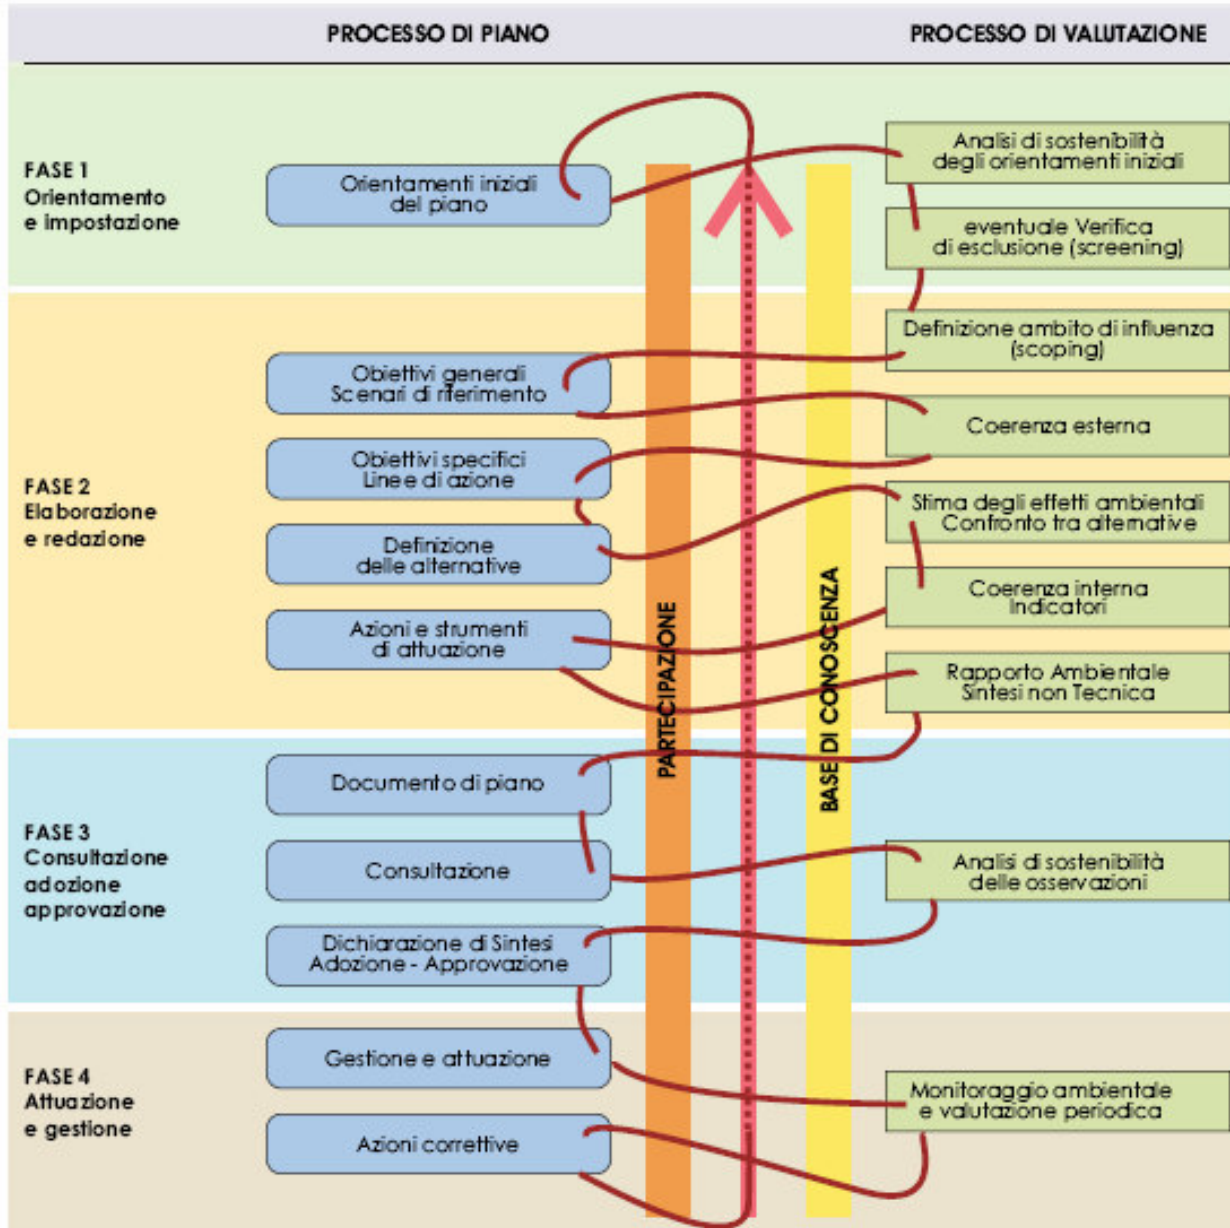 PROCESSO DI PIANO
PROCESSO DI VALUTAZIONE
FASE 1
Orientamento
e impostazione
Orientamenti iniziali
del piano
Analisi di sostenibilità
degli orientamenti iniziali
eventuale Verifica
di esclusione (screening)
FASE 2
Elaborazione
e redazione
Obiettivi generali
Scenari di riferimento
Obiettivi specifici
Linee di azione
Definizione
delle alternative
Azioni e strumenti
di attuazione
Definizione ambito di influenza
(scoping)
Coerenza esterna
Stima degli effetti ambientali
Confronto tra alternative
Coerenza interna
Indicatori
Rapporto Ambientale
Sintesi non Tecnica
PARTECIPAZIONE
BASE DI CONOSCENZA
FASE 3
Consultazione
adozione
approvazione
Documento di piano
Consultazione
Dichiarazione di Sintesi
Adozione - Approvazione
Analisi di sostenibilità
delle osservazioni
FASE 4
Attuazione
e gestione
Gestione e attuazione
Azioni correttive
Monitoraggio ambientale
e valutazione periodica